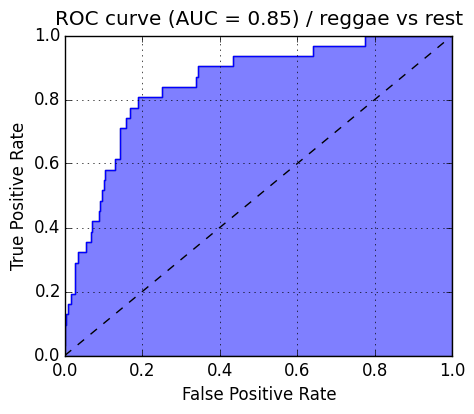 ROC curve (AUC = 0.85) / reggae vs rest
True Positive Rate
1.0
0.8
0.6
0.4
0.2
0.0
0.0 0.2 0.4 0.6 0.8 1.0
False Positive Rate